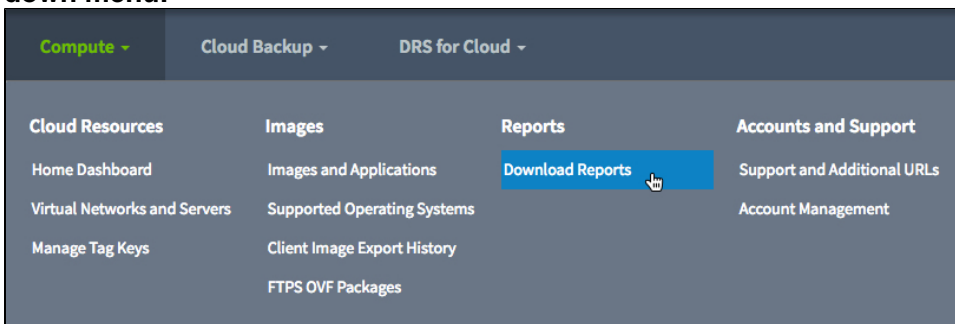 down menu:
Compute Cloud Backup DRS for Cloud
Cloud Resources
Home Dashboard
Virtual Networks and Servers
Manage Tag Keys
Images
Images and Applications
Supported Operating Systems
Client Image Export History
FTPS OVF Packages
Reports
Download Reports
Accounts and Support
Support and Additional URLs
Account Management